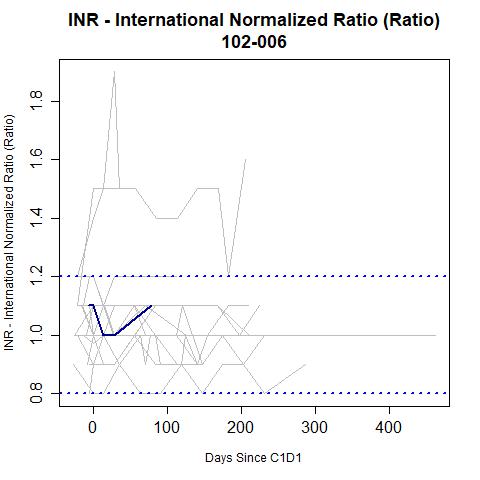 INR - International Normalized Ratio (Ratio)
102-006
INR - International Normalized Ratio (Ratio)
1.8
1.6
1.4
1.2
1.0
0.8
0 100 200 300 400
Days Since C1D1